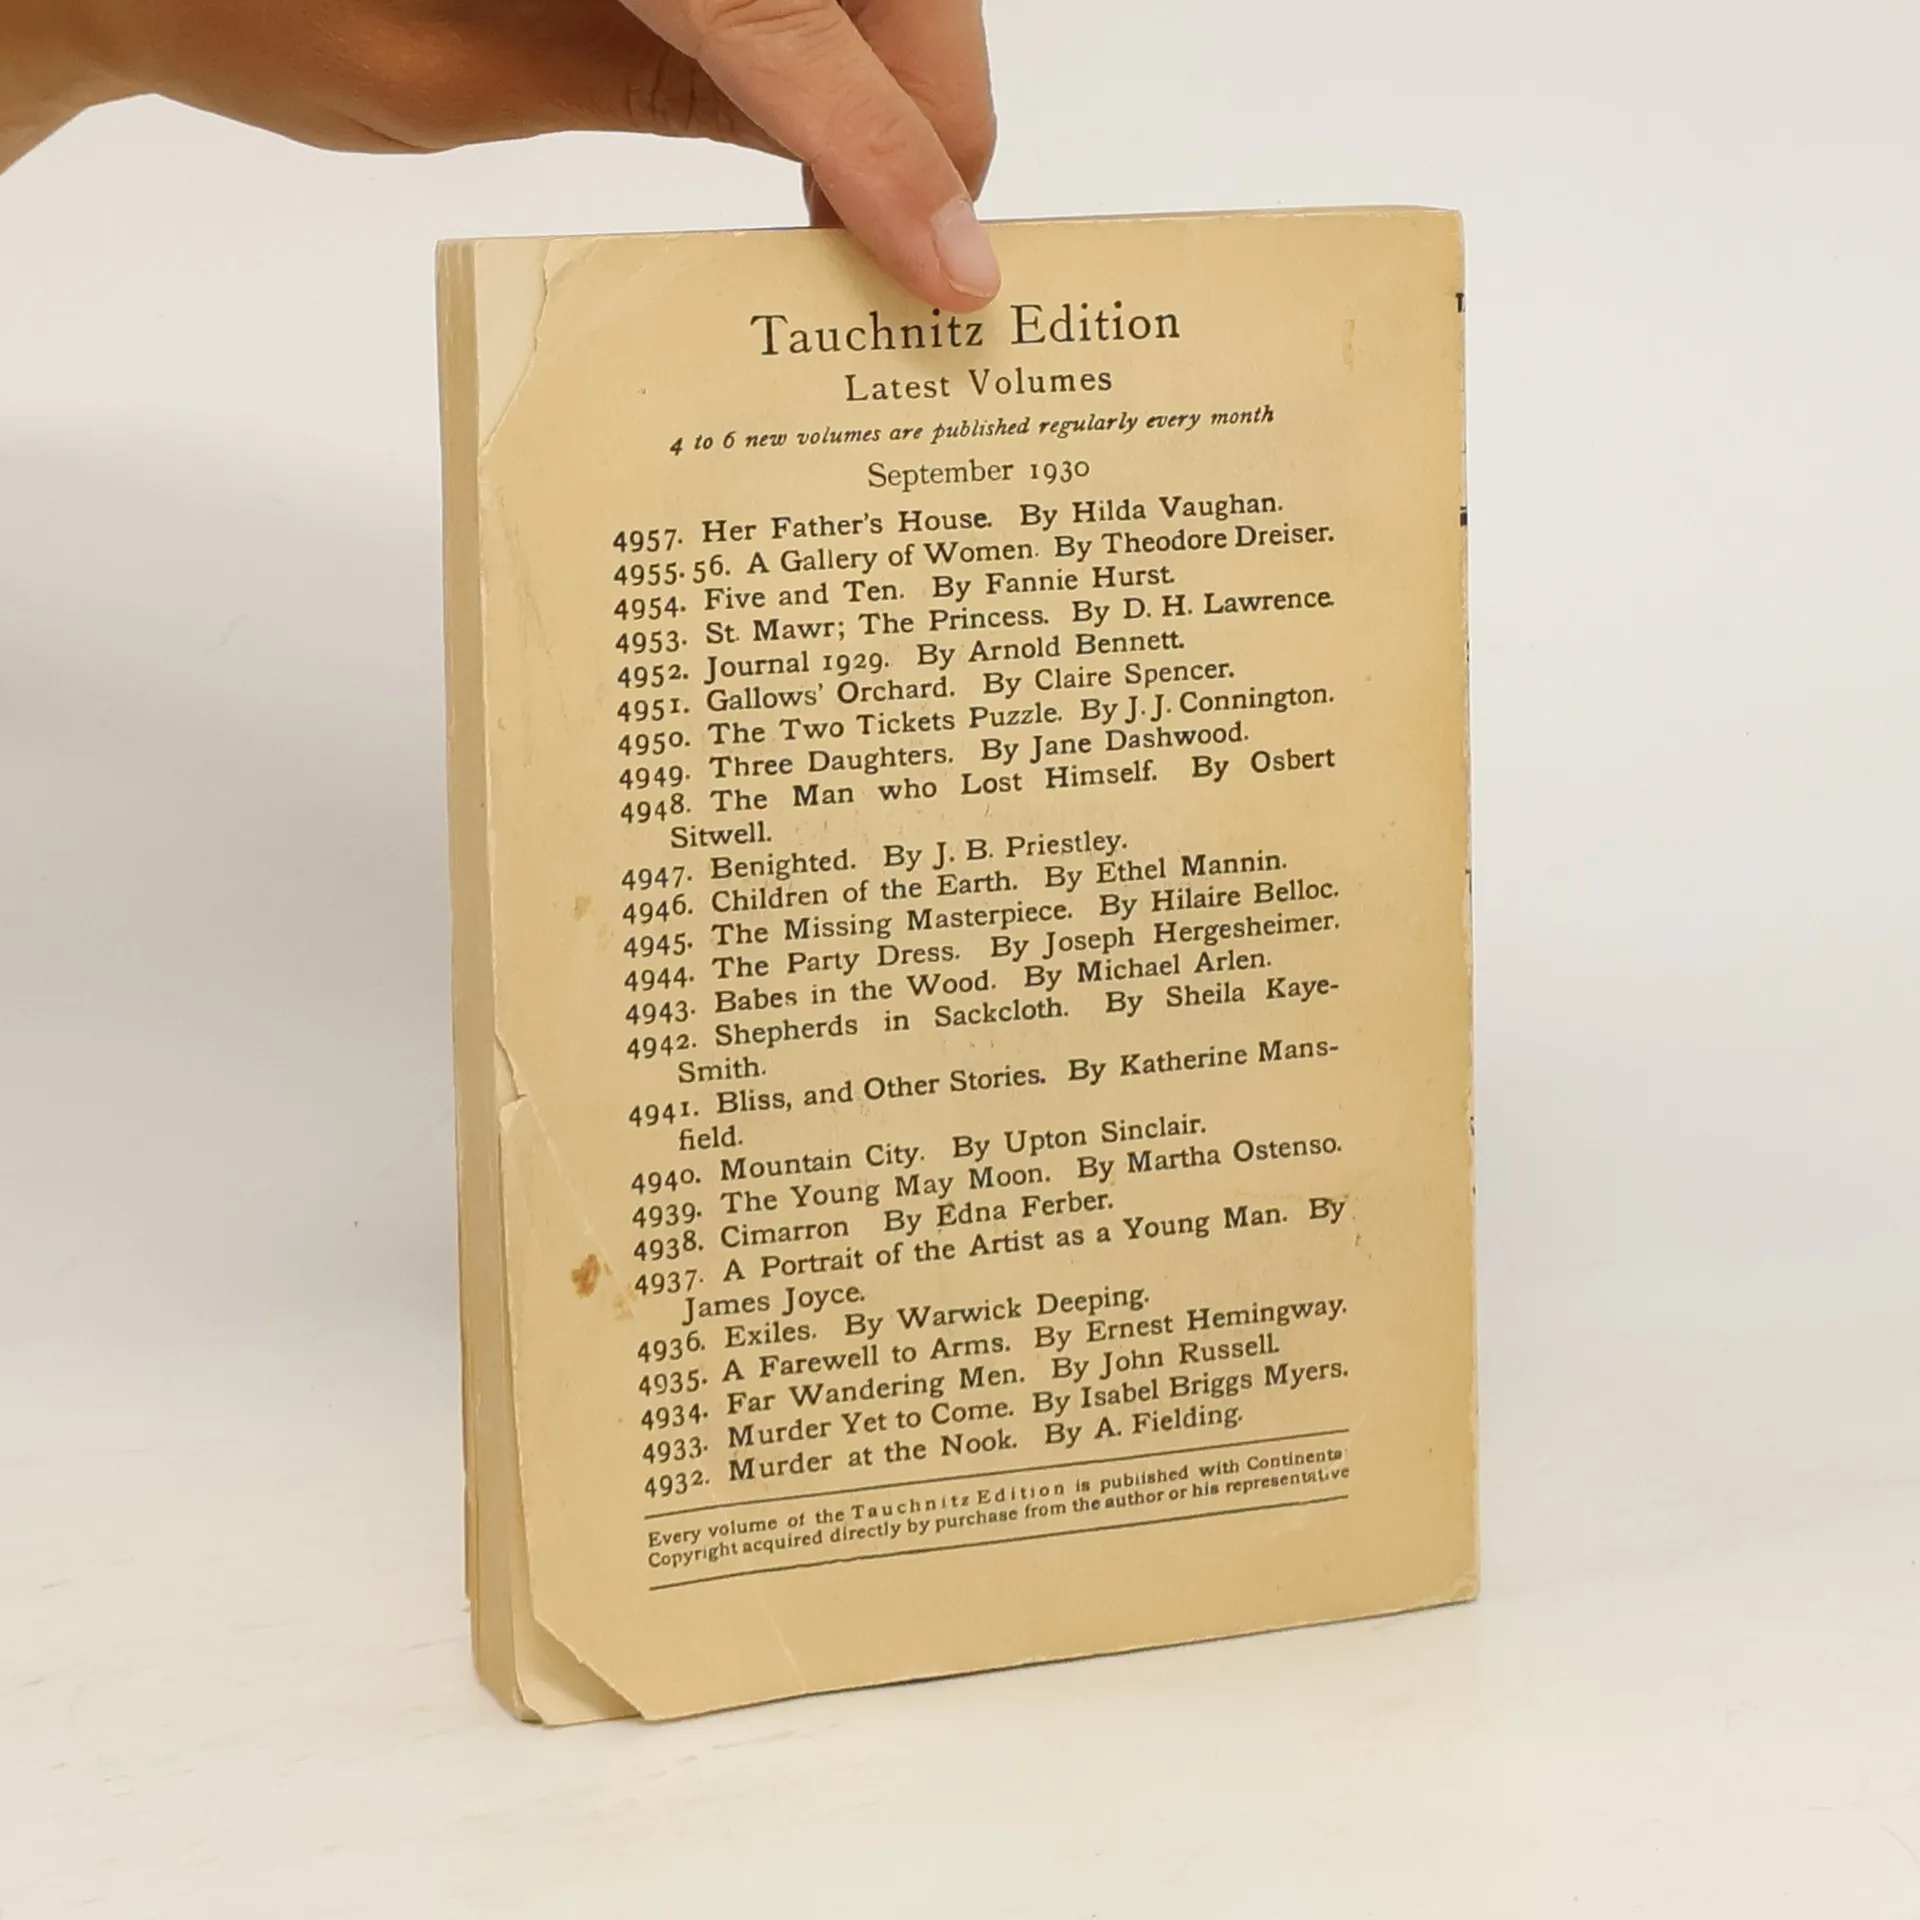 Tauchnitz Edition
Latest Volumes
4 to 6 new volumes are published regularly every month
September 1930
4957. Her Father's House. By Hilda Vaughan.
4955.56. A Gallery of Women. By Theodore Dreiser.
4954. Five and Ten. By Fannie Hurst.
4953. St. Mawr; The Princess. By D. H. Lawrence.
4952. Journal 1929. By Arnold Bennett.
4951. Gallows' Orchard. By Claire Spencer.
4950. The Two Tickets Puzzle. By J. J. Connington.
4949. Three Daughters. By Jane Dashwood.
4948. The Man who Lost Himself. By Osbert
Sitwell.
4947. Benighted. By J. B. Priestley.
4946. Children of the Earth. By Ethel Mannin.
4945. The Missing Masterpiece. By Hilaire Belloc.
4944. The Party Dress. By Joseph Hergesheimer.
4943. Babes in the Wood. By Michael Arlen.
4942. Shepherds in Sackcloth. By Sheila Kaye-
Smith.
4941. Bliss, and Other Stories. By Katherine Mans-
field.
4940. Mountain City. By Upton Sinclair.
4939. The Young May Moon. By Martha Ostenso.
4938. Cimarron By Edna Ferber.
4937. A Portrait of the Artist as a Young Man. By
James Joyce.
4936. Exiles. By Warwick Deeping.
4935. A Farewell to Arms. By Ernest Hemingway.
4934. Far Wandering Men. By John Russell.
4933. Murder Yet to Come. By Isabel Briggs Myers.
4932. Murder at the Nook. By A. Fielding.
Every volume of the Tauchnitz Edition is published with Continental
Copyright acquired directly by purchase from the author or his representative